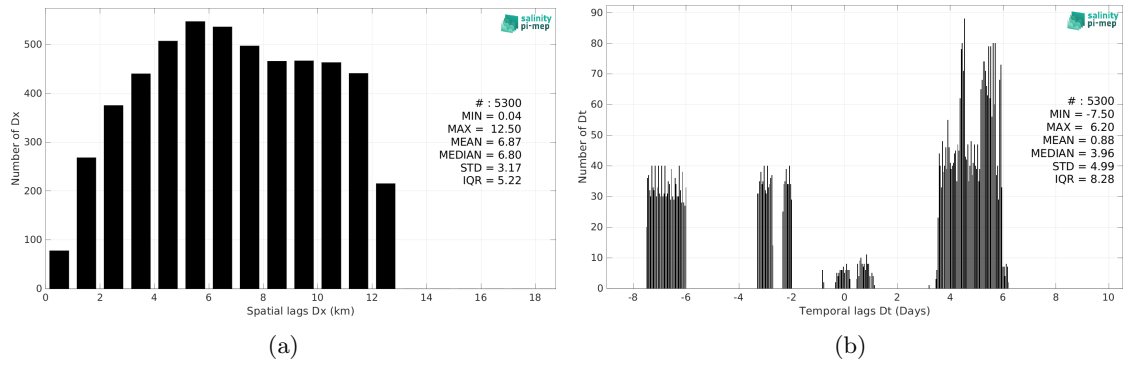 salinity
pi-mep
500
400
300
200
100
0
Number of Dx
# : 5300
MIN = 0.04
MAX = 12.50
MEAN = 6.87
MEDIAN = 6.80
STD = 3.17
IQR = 5.22
0 2 4 6 8 10 12 14 16 18
Spatial lags Dx (km)
(a)
salinity
pi-mep
90
80
70
60
50
40
30
20
10
0
Number of Dt
# : 5300
MIN = -7.50
MAX = 6.20
MEAN = 0.88
MEDIAN = 3.96
STD = 4.99
IQR = 8.28
-8 -6 -4 -2 0 2 4 6 8 10
Temporal lags Dt (Days)
(b)